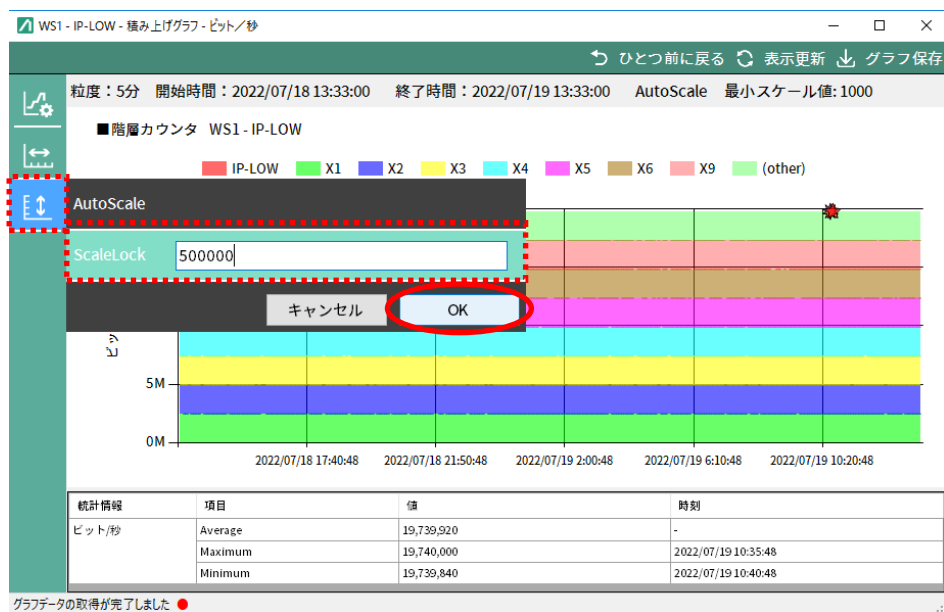 WS1 - IP-LOW - 積み上げグラフ - ビット／秒
ひとつ前に戻る 表示更新 グラフ保存
粒度：5分 開始時間：2022/07/18 13:33:00 終了時間：2022/07/19 13:33:00 AutoScale 最小スケール値: 1000
■階層カウンタ WS1 - IP-LOW
IP-LOW X1 X2 X3 X4 X5 X6 X9 (other)
AutoScale
ScaleLock 500000
キャンセル OK
ビッ
5M
0M
2022/07/18 17:40:48 2022/07/18 21:50:48 2022/07/19 2:00:48 2022/07/19 6:10:48 2022/07/19 10:20:48
統計情報 項目 値 時刻
ビット/秒 Average 19,739,920 -
Maximum 19,740,000 2022/07/19 10:35:48
Minimum 19,739,840 2022/07/19 10:40:48
グラフデータの取得が完了しました